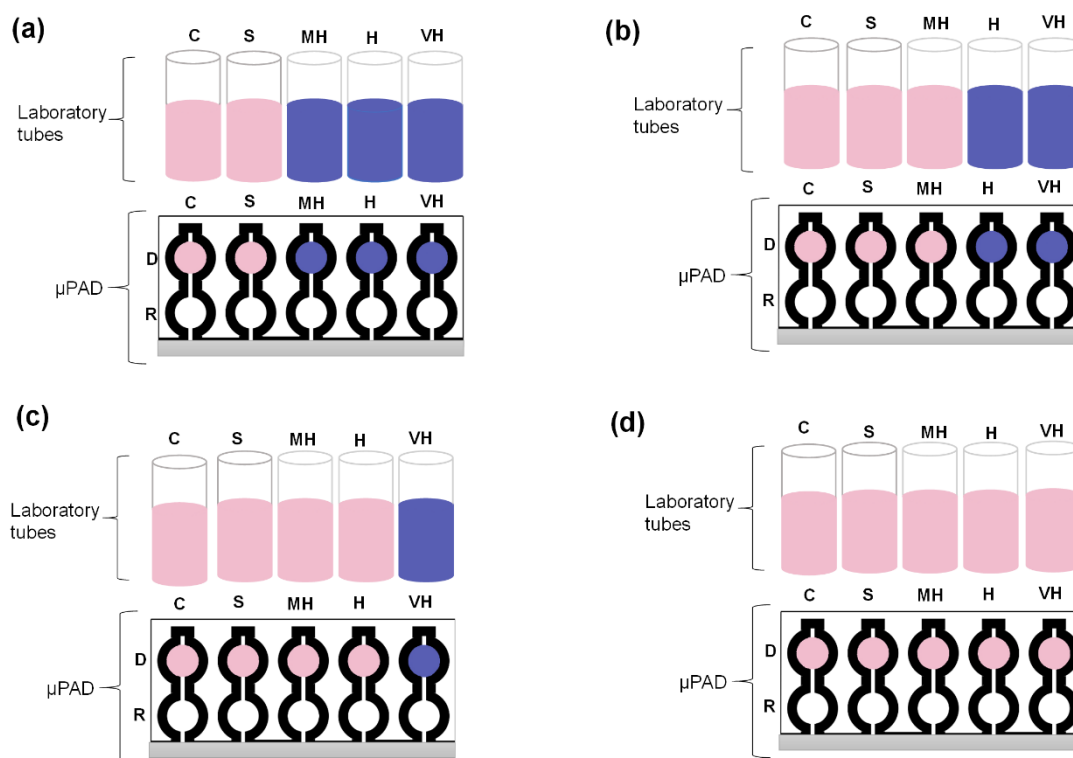 (a)
C S MH H VH
Laboratory
tubes
C S MH H VH
D
µPAD
R
(b)
C S MH H VH
Laboratory
tubes
C S MH H VH
D
µPAD
R
(c)
C S MH H VH
Laboratory
tubes
C S MH H VH
D
µPAD
R
(d)
C S MH H VH
Laboratory
tubes
C S MH H VH
D
µPAD
R